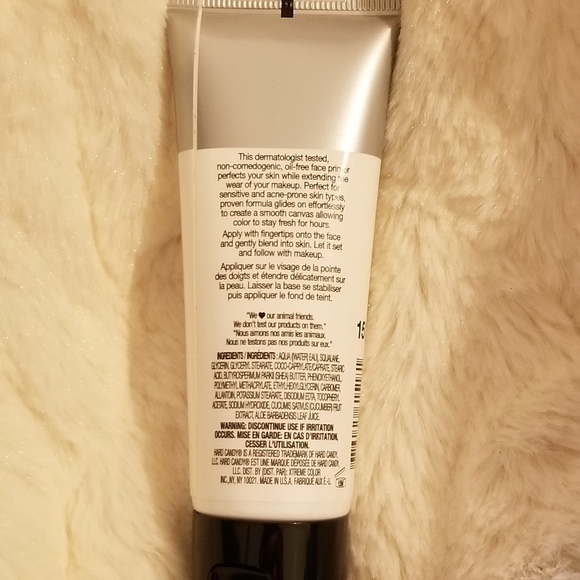 This dermatologist tested,
non-comedogenic, oil-free face primer
perfects your skin while extending the
wear of your makeup. Perfect for
sensitive and acne-prone skin types,
proven formula glides on effortlessly
to create a smooth canvas allowing
color to stay fresh for hours.
Apply with fingertips onto the face
and gently blend into skin. Let it set
and follow with makeup.
Appliquer sur le visage de la pointe
des doigts et étendre délicatement sur
la peau. Laisser la base se stabiliser
puis appliquer le fond de teint.
"We ♥ our animal friends.
We don't test our products on them."
"Nous aimons nos amis les animaux.
Nous ne testons pas nos produits sur eux."
15
INGREDIENTS / INGRÉDIENTS: AQUA (WATER, EAU), SQUALANE,
GLYCERIN, GLYCERYL STEARATE, COCO-CAPRYLATE/CAPRATE, STEARIC
ACID, BUTYROSPERMUM PARKII (SHEA) BUTTER, PHENOXYETHANOL,
POLYMETHYL METHACRYLATE, ETHYLHEXYLGLYCERIN, CARBOMER,
ALLANTOIN, POTASSIUM STEARATE, DISODIUM EDTA, TOCOPHERYL
ACETATE, SODIUM HYDROXIDE, CUCUMIS SATIVUS (CUCUMBER) FRUIT
EXTRACT, ALOE BARBADENSIS LEAF JUICE.
WARNING: DISCONTINUE USE IF IRRITATION
OCCURS. MISE EN GARDE: EN CAS D'IRRITATION,
CESSER L'UTILISATION.
HARD CANDY® IS A REGISTERED TRADEMARK OF HARD CANDY,
LLC. HARD CANDY® EST UNE MARQUE DÉPOSÉE DE HARD CANDY,
LLC. DIST. BY (DIST. PAR): XTREME COLOR
INC., NY, NY 10021. MADE IN U.S.A. FABRIQUÉ AUX É.-U.